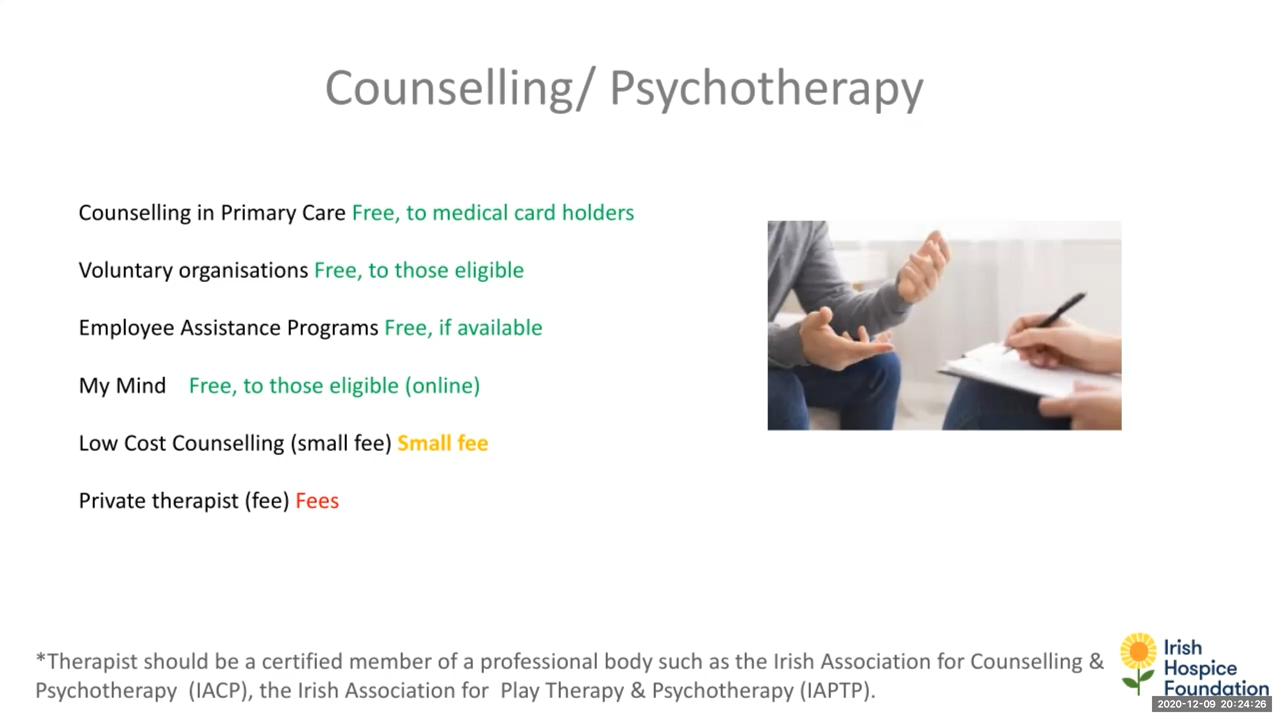 Counselling/ Psychotherapy
Counselling in Primary Care Free, to medical card holders
Voluntary organisations Free, to those eligible
Employee Assistance Programs Free, if available
My Mind Free, to those eligible (online)
Low Cost Counselling (small fee) Small fee
Private therapist (fee) Fees
*Therapist should be a certified member of a professional body such as the Irish Association for Counselling &
Psychotherapy (IACP), the Irish Association for Play Therapy & Psychotherapy (IAPTP).
Irish
Hospice
Foundation
2020-12-09 20:24:26